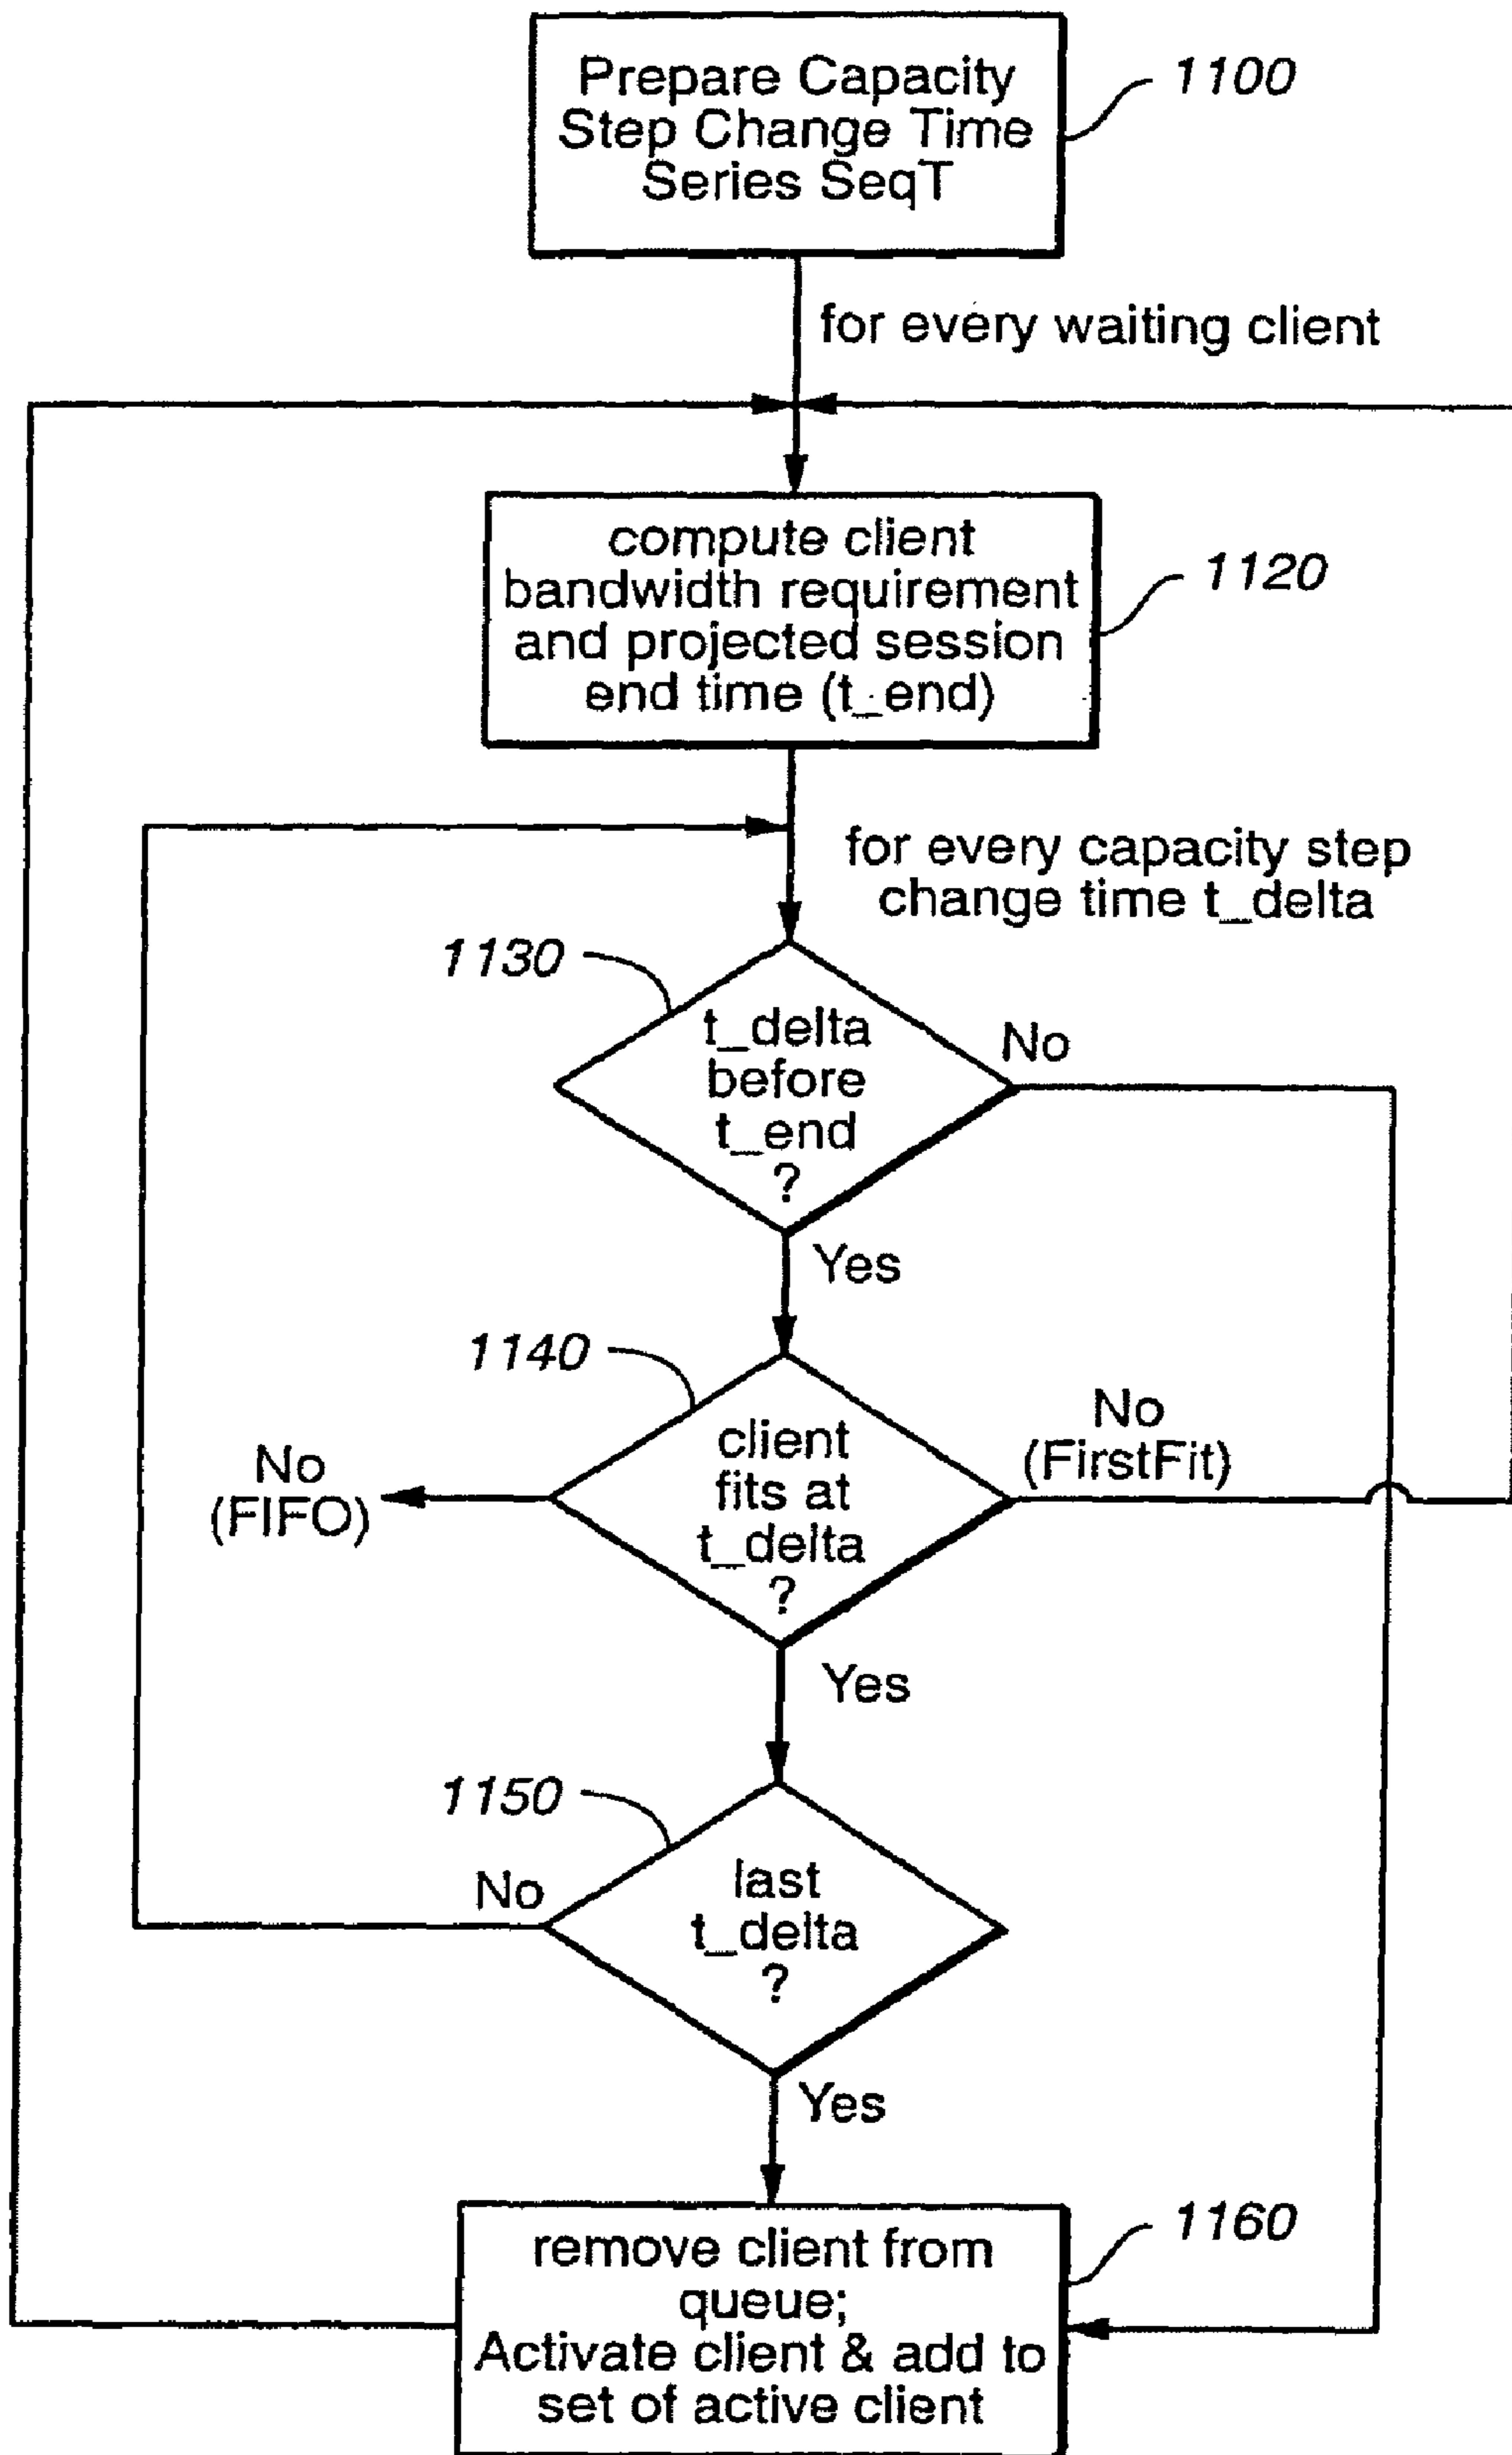 Prepare Capacity
Step Change Time
Series SeqT
1100
for every waiting client
compute client
bandwidth requirement
and projected session
end time (t_end)
1120
for every capacity step
change time t_delta
1130
t_delta
before
t_end
?
No
Yes
1140
client
fits at
t_delta
?
No
(FIFO)
No
(FirstFit)
Yes
1150
last
t_delta
?
No
Yes
remove client from
queue;
Activate client & add to
set of active client
1160